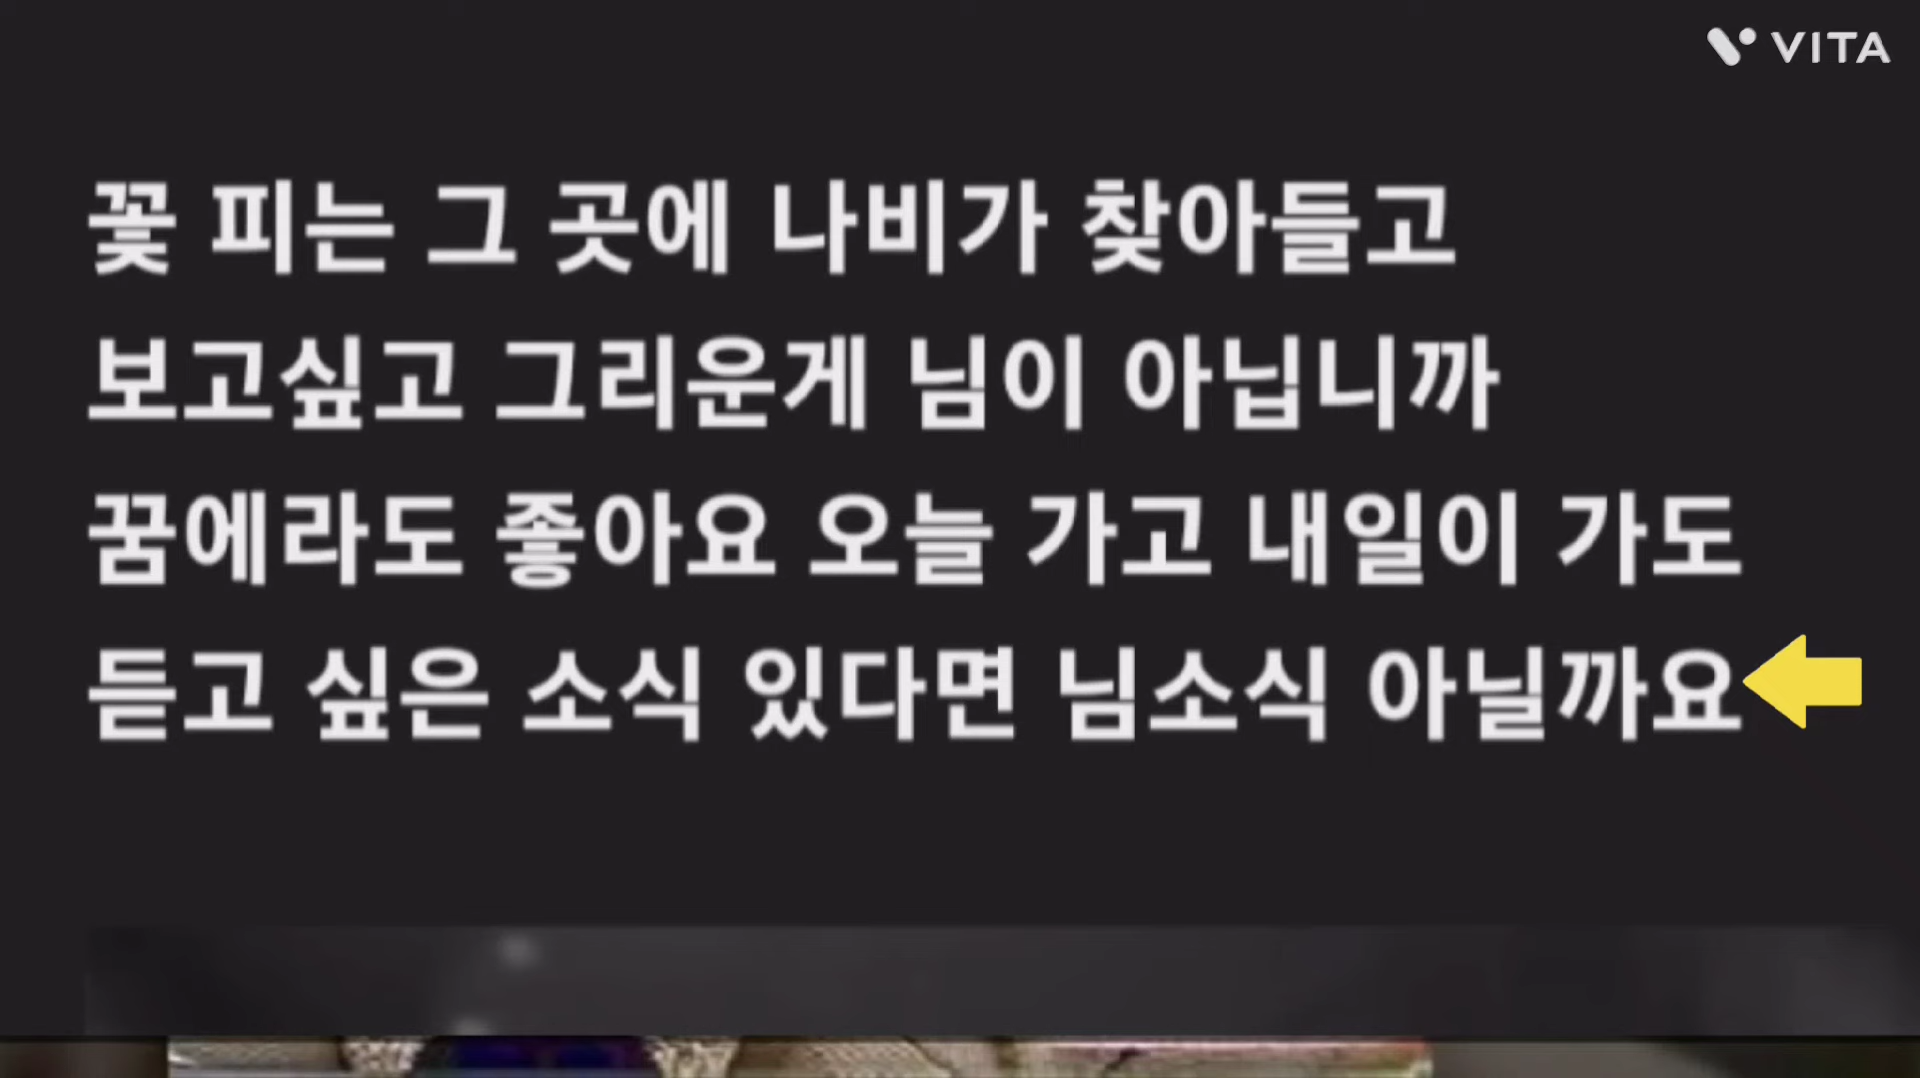 VITA
꽃 피는 그 곳에 나비가 찾아들고
보고싶고 그리운게 님이 아닙니까
꿈에라도 좋아요 오늘 가고 내일이 가도
듣고 싶은 소식 있다면 님소식 아닐까요